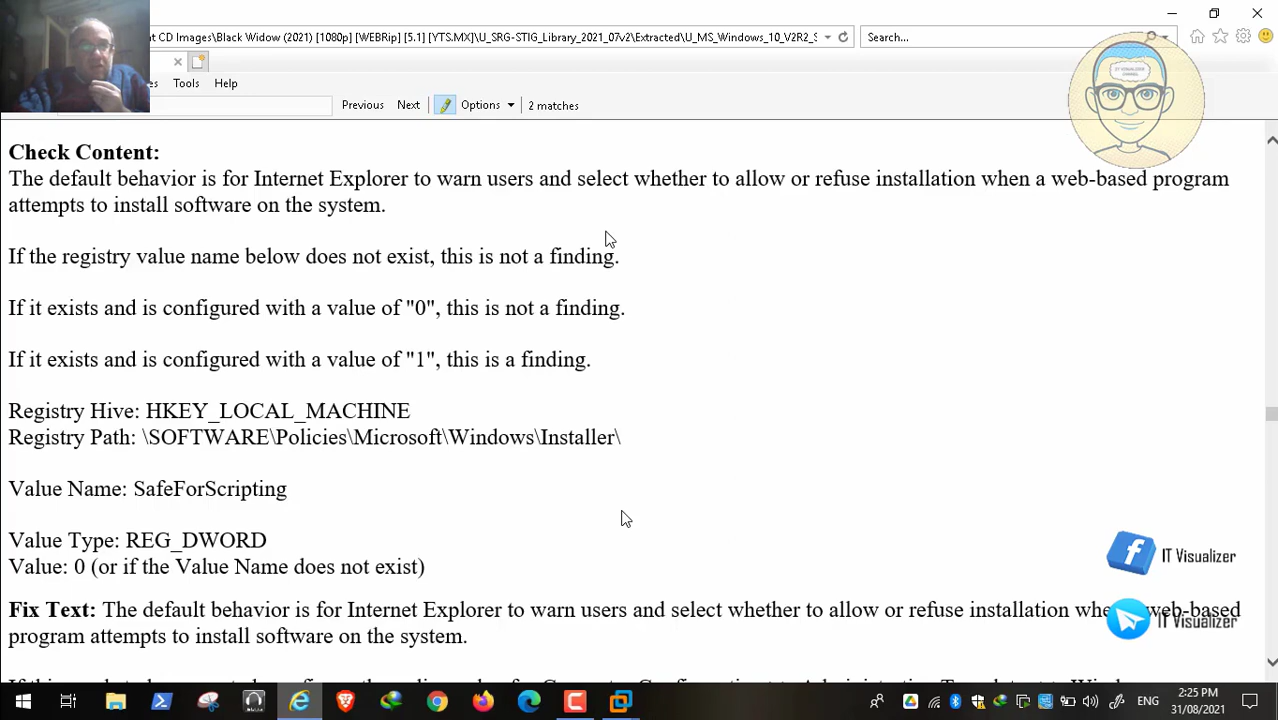 nt CD Images\Black Widow (2021) [1080p] [WEBRip] [5.1] [YTS.MX]\U_SRG-STIG_Library_2021_07v2\Extracted\U_MS_Windows_10_V2R2_S
Search...
es Tools Help
Previous Next Options 2 matches
IT VISUALIZER
CHANNEL
Check Content:
The default behavior is for Internet Explorer to warn users and select whether to allow or refuse installation when a web-based program
attempts to install software on the system.
If the registry value name below does not exist, this is not a finding.
If it exists and is configured with a value of "0", this is not a finding.
If it exists and is configured with a value of "1", this is a finding.
Registry Hive: HKEY_LOCAL_MACHINE
Registry Path: \SOFTWARE\Policies\Microsoft\Windows\Installer\
Value Name: SafeForScripting
Value Type: REG_DWORD
Value: 0 (or if the Value Name does not exist)
IT Visualizer
Fix Text: The default behavior is for Internet Explorer to warn users and select whether to allow or refuse installation whe web-based
program attempts to install software on the system.
IT Visualizer
ENG
2:25 PM
31/08/2021